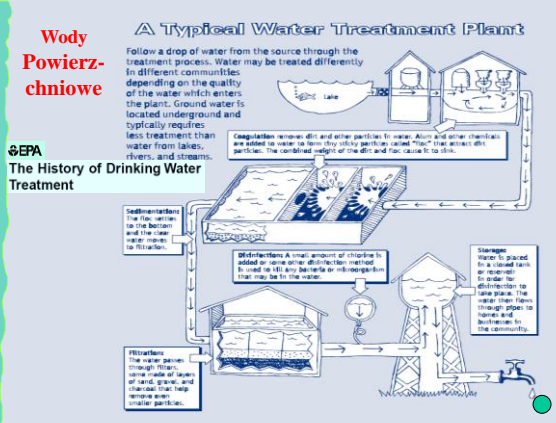 Wody
Powierz-
chniowe
EPA
The History of Drinking Water
Treatment
A Typical Water Treatment Plant
Follow a drop of water from the source through the
treatment process. Water may be treated differently
in different communities
depending on the quality
of the water which enters
the plant. Ground water is
located underground and
typically requires
less treatment than
water from lakes,
rivers, and streams.
Lake
Coagulation removes dirt and other particles in water. Alum and other chemicals
are added to water to form tiny sticky particles called "floc" that attract dirt
particles. The combined weight of the dirt and floc cause it to sink.
Sedimentation:
The floc settles
to the bottom
and the clear
water moves
to filtration.
Disinfection: A small amount of chlorine is
added or some other disinfection method
is used to kill any bacteria or microorganism
that may be in the water.
Storage:
Water is placed
in a closed tank
or reservoir
in order for
disinfection to
take place. The
water then flows
through pipes to
homes and
businesses in
the community.
Filtration:
The water passes
through filters,
some made of layers
of sand, gravel, and
charcoal that help
remove even
smaller particles.